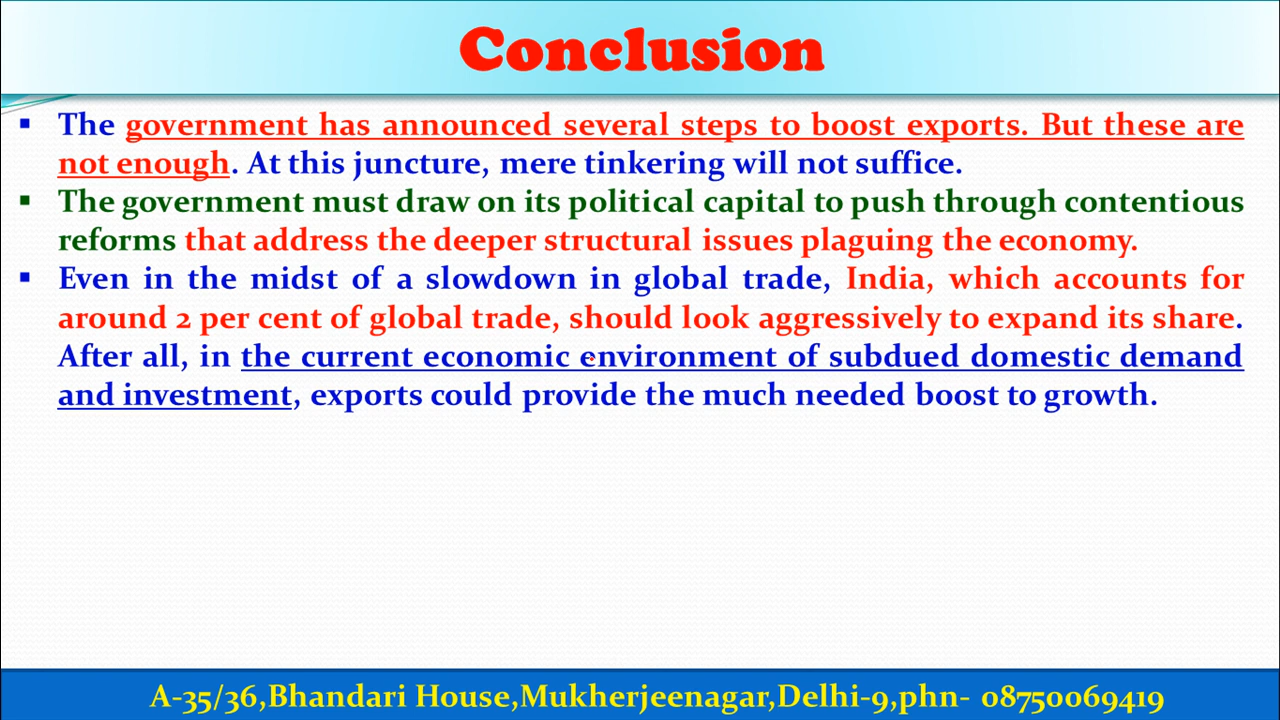 Conclusion
▪ The government has announced several steps to boost exports. But these are
not enough. At this juncture, mere tinkering will not suffice.
▪ The government must draw on its political capital to push through contentious
reforms that address the deeper structural issues plaguing the economy.
▪ Even in the midst of a slowdown in global trade, India, which accounts for
around 2 per cent of global trade, should look aggressively to expand its share.
After all, in the current economic environment of subdued domestic demand
and investment, exports could provide the much needed boost to growth.
A-35/36,Bhandari House,Mukherjeenagar,Delhi-9,phn- 08750069419